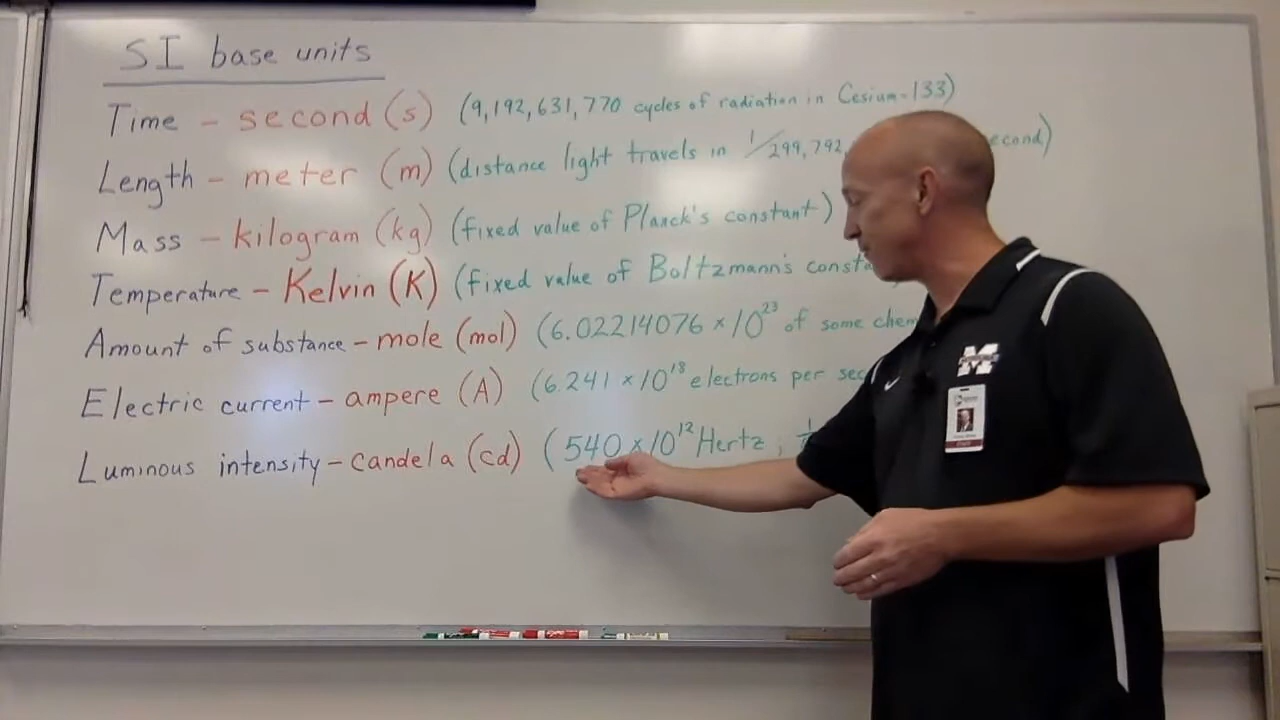 SI base units
Time - second (s) (9,192,631,770 cycles of radiation in Cesium-133)
Length - meter (m) (distance light travels in 1/299,792, econd)
Mass - kilogram (kg) (fixed value of Planck's constant)
Temperature - Kelvin (K) (fixed value of Boltzmann's consta
Amount of substance - mole (mol) (6.02214076 × 10²³ of some chem
Electric current - ampere (A) (6.241 × 10¹⁸ electrons per sec
Luminous intensity - candela (cd) (540 × 10¹² Hertz ;
M